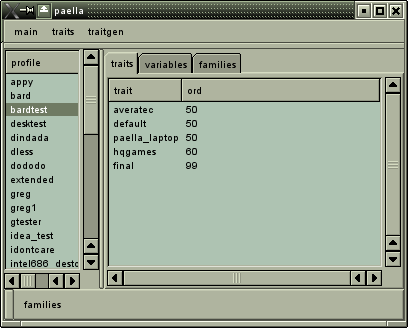 paella
main traits traitgen
profile
appy
bard
bardtest
desktest
dindada
dless
dododo
extended
greg
greg1
gtester
idea_test
idontcare
intel686 deskto
traits variables families
trait ord
averatec 50
default 50
paella_laptop 50
hqgames 60
final 99
families